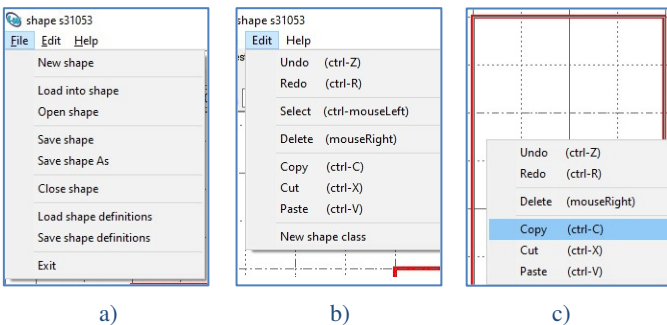 shape s31053
File Edit Help
New shape
Load into shape
Open shape
Save shape
Save shape As
Close shape
Load shape definitions
Save shape definitions
Exit
a)
shape s31053
Edit Help
Undo (ctrl-Z)
Redo (ctrl-R)
Select (ctrl-mouseLeft)
Delete (mouseRight)
Copy (ctrl-C)
Cut (ctrl-X)
Paste (ctrl-V)
New shape class
b)
Undo (ctrl-Z)
Redo (ctrl-R)
Delete (mouseRight)
Copy (ctrl-C)
Cut (ctrl-X)
Paste (ctrl-V)
c)